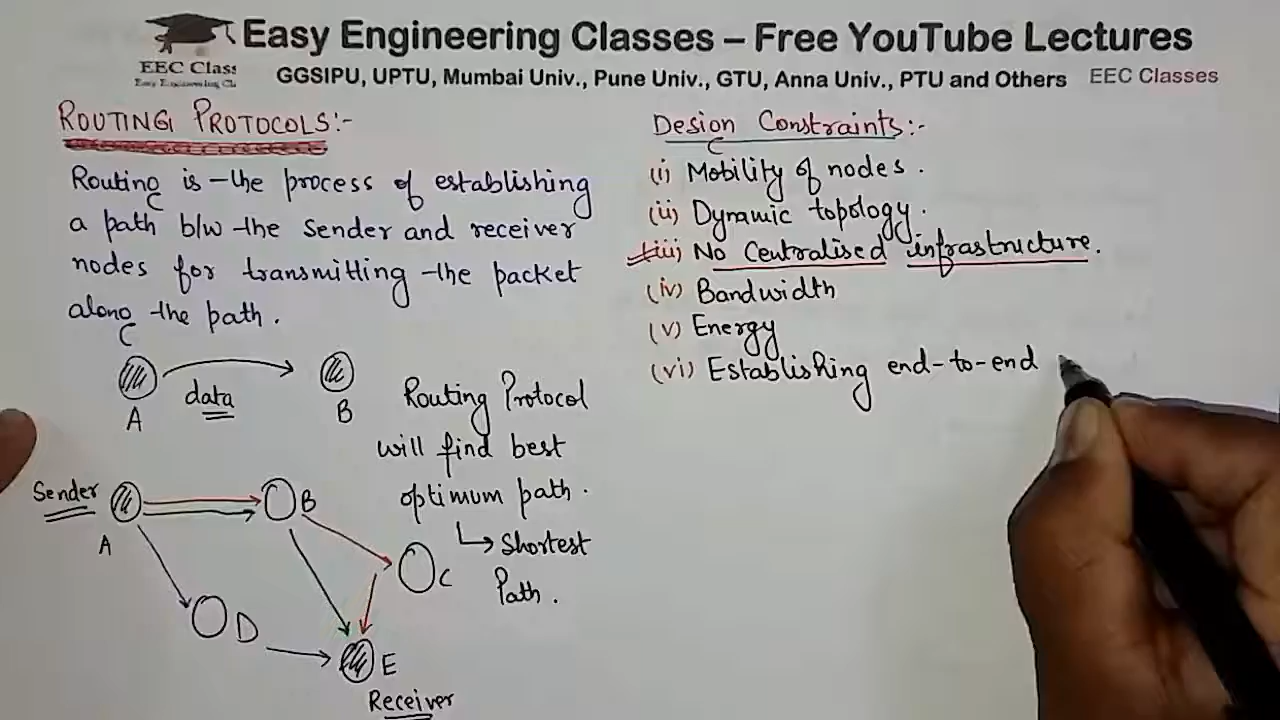 Easy Engineering Classes – Free YouTube Lectures
EEC Class
Easy Engineering Cl
GGSIPU, UPTU, Mumbai Univ., Pune Univ., GTU, Anna Univ., PTU and Others
EEC Classes
ROUTING PROTOCOLS:-
Routing is the process of establishing
a path b/w the Sender and receiver
nodes for transmitting the packet
along the path.
A
data
B
Routing Protocol
will find best
optimum path.
↳ Shortest
Path.
Sender
A
B
C
D
E
Receiver
Design Constraints:-
(i) Mobility of nodes.
(ii) Dynamic topology.
(iii) No Centralised infrastructure.
(iv) Bandwidth
(v) Energy
(vi) Establishing end-to-end